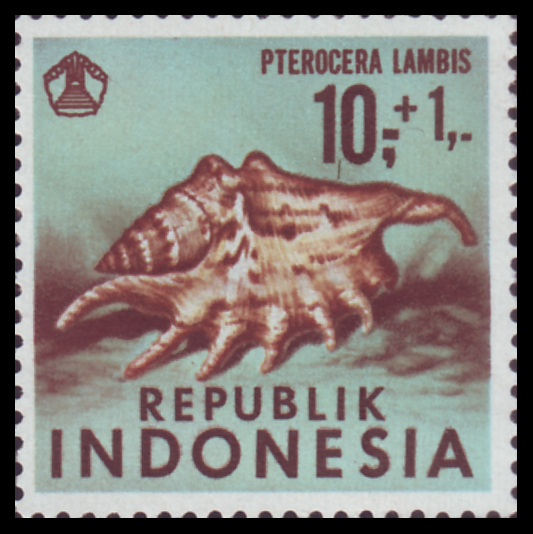 PTEROCERA LAMBIS
10,- + 1,-
REPUBLIK
INDONESIA